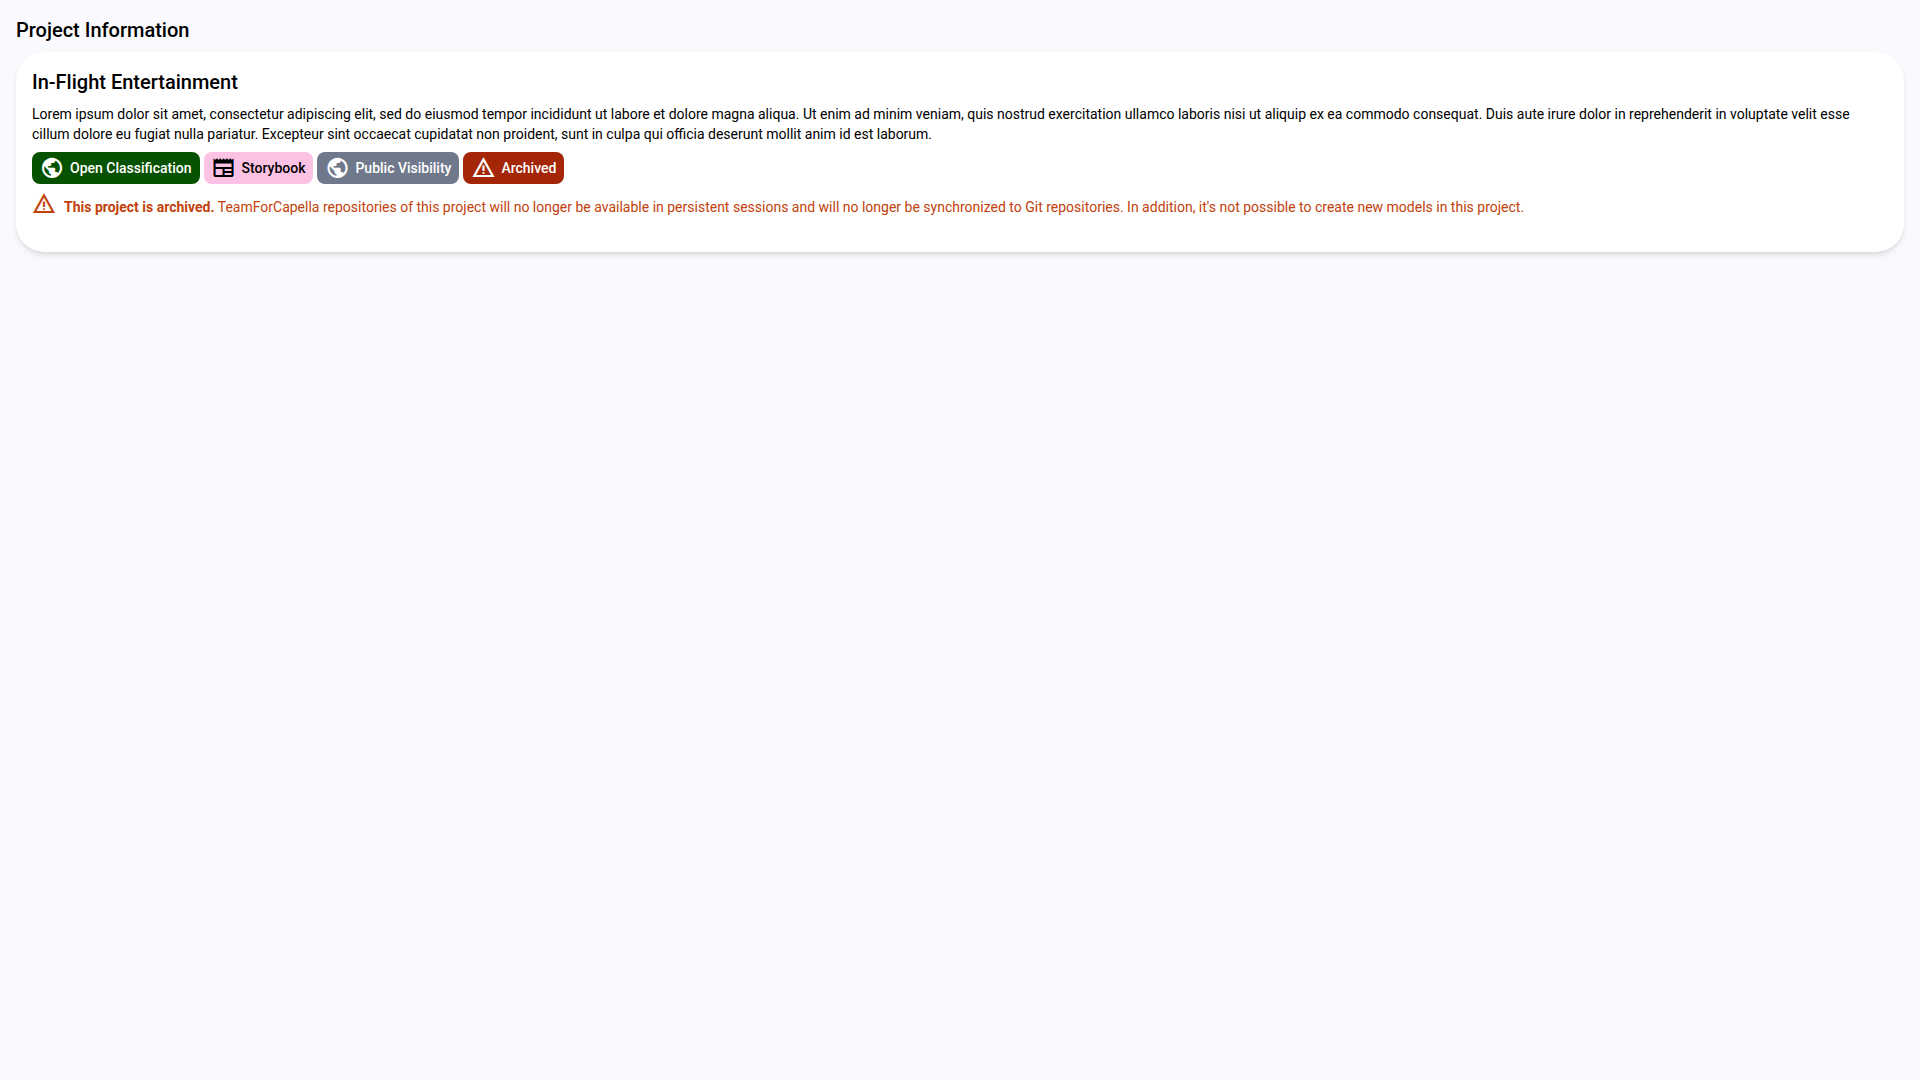 Project Information
In-Flight Entertainment
Lorem ipsum dolor sit amet, consectetur adipiscing elit, sed do eiusmod tempor incididunt ut labore et dolore magna aliqua. Ut enim ad minim veniam, quis nostrud exercitation ullamco laboris nisi ut aliquip ex ea commodo consequat. Duis aute irure dolor in reprehenderit in voluptate velit esse
cillum dolore eu fugiat nulla pariatur. Excepteur sint occaecat cupidatat non proident, sunt in culpa qui officia deserunt mollit anim id est laborum.
Open Classification Storybook Public Visibility Archived
This project is archived. TeamForCapella repositories of this project will no longer be available in persistent sessions and will no longer be synchronized to Git repositories. In addition, it's not possible to create new models in this project.